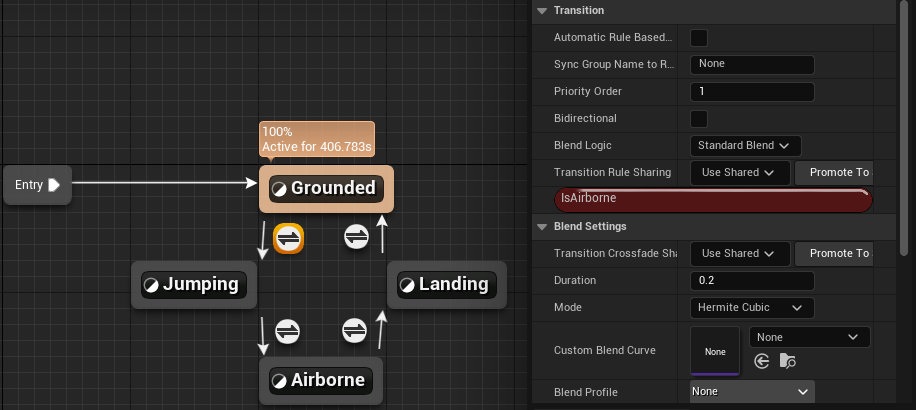 100%
Active for 406.783s
Entry
Grounded
Jumping
Landing
Airborne
Transition
Automatic Rule Based...
Sync Group Name to R... None
Priority Order 1
Bidirectional
Blend Logic Standard Blend
Transition Rule Sharing Use Shared Promote To
IsAirborne
Blend Settings
Transition Crossfade Sha Use Shared Promote To
Duration 0.2
Mode Hermite Cubic
Custom Blend Curve None None
Blend Profile None